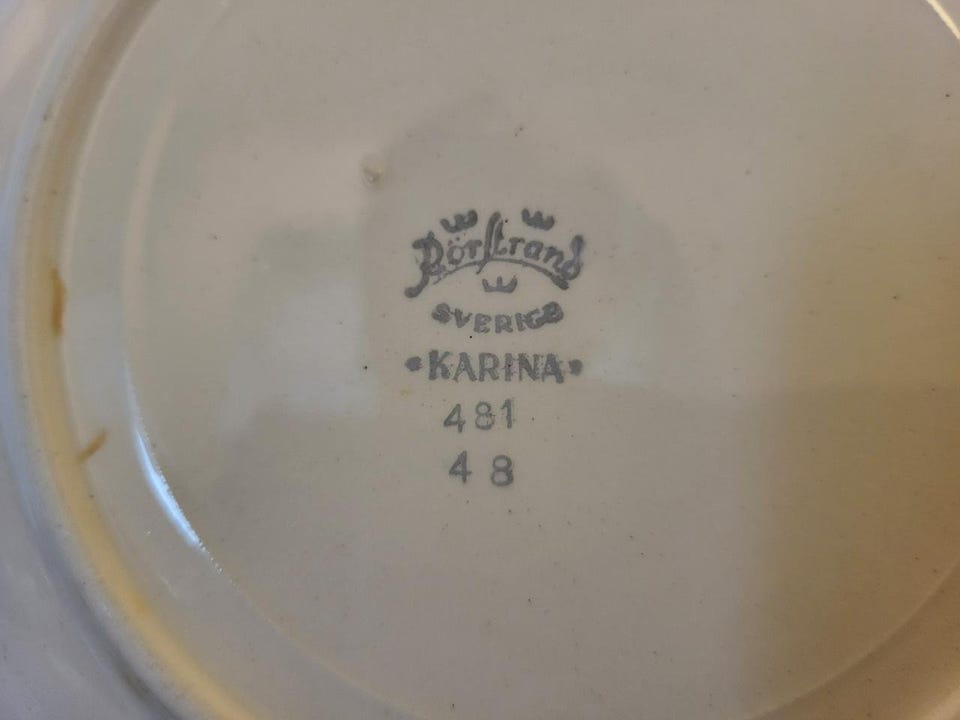 Rörstrand
SVERIGE
•KARINA•
481
48